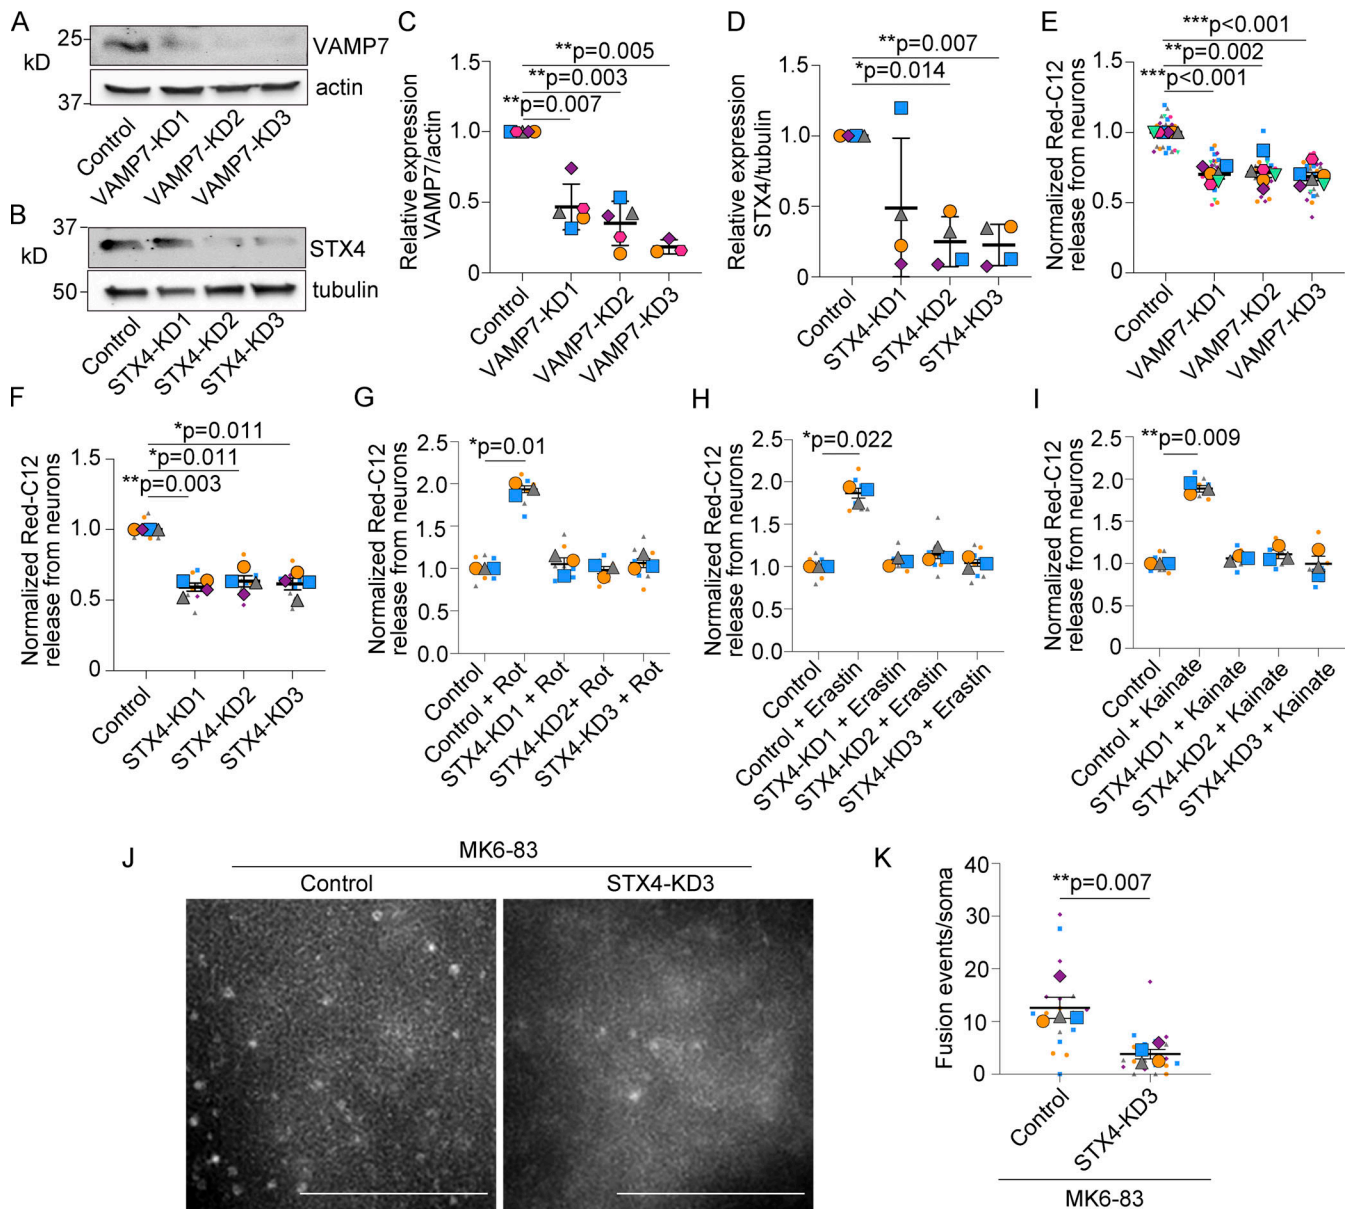 A
25
kD
37
VAMP7
actin
Control
VAMP7-KD1
VAMP7-KD2
VAMP7-KD3
B
37
kD
50
STX4
tubulin
Control
STX4-KD1
STX4-KD2
STX4-KD3
C
Relative expression
VAMP7/actin
1.5
1.0
0.5
0
**p=0.005
**p=0.003
**p=0.007
Control
VAMP7-KD1
VAMP7-KD2
VAMP7-KD3
D
Relative expression
STX4/tubulin
1.5
1.0
0.5
0
**p=0.007
*p=0.014
Control
STX4-KD1
STX4-KD2
STX4-KD3
E
Normalized Red-C12
release from neurons
1.5
1.0
0.5
0
***p<0.001
**p=0.002
***p<0.001
Control
VAMP7-KD1
VAMP7-KD2
VAMP7-KD3
F
Normalized Red-C12
release from neurons
1.5
1.0
0.5
0
*p=0.011
*p=0.011
**p=0.003
Control
STX4-KD1
STX4-KD2
STX4-KD3
G
Normalized Red-C12
release from neurons
2.5
2.0
1.5
1.0
0.5
0.0
*p=0.01
Control
Control + Rot
STX4-KD1 + Rot
STX4-KD2+ Rot
STX4-KD3 + Rot
H
Normalized Red-C12
release from neurons
2.5
2.0
1.5
1.0
0.5
0.0
*p=0.022
Control
Control + Erastin
STX4-KD1 + Erastin
STX4-KD2 + Erastin
STX4-KD3 + Erastin
I
Normalized Red-C12
release from neurons
2.5
2.0
1.5
1.0
0.5
0.0
**p=0.009
Control
Control + Kainate
STX4-KD1 + Kainate
STX4-KD2 + Kainate
STX4-KD3 + Kainate
J
MK6-83
Control
STX4-KD3
K
Fusion events/soma
40
30
20
10
0
**p=0.007
Control
STX4-KD3
MK6-83